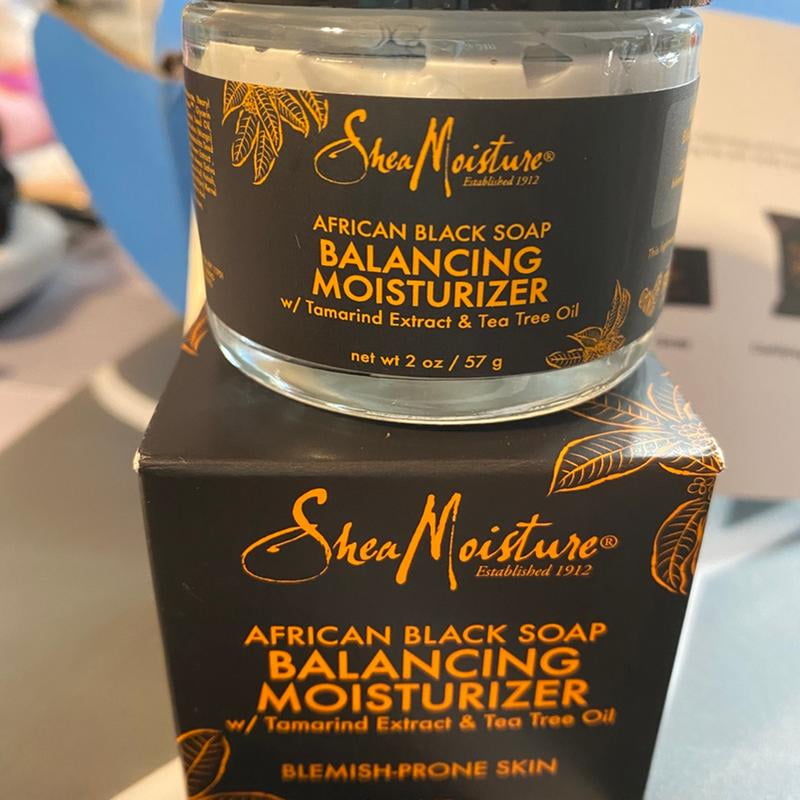 SheaMoisture®
Established 1912
AFRICAN BLACK SOAP
BALANCING
MOISTURIZER
w/ Tamarind Extract & Tea Tree Oil
net wt 2 oz / 57 g
SheaMoisture®
Established 1912
AFRICAN BLACK SOAP
BALANCING
MOISTURIZER
w/ Tamarind Extract & Tea Tree Oil
BLEMISH-PRONE SKIN